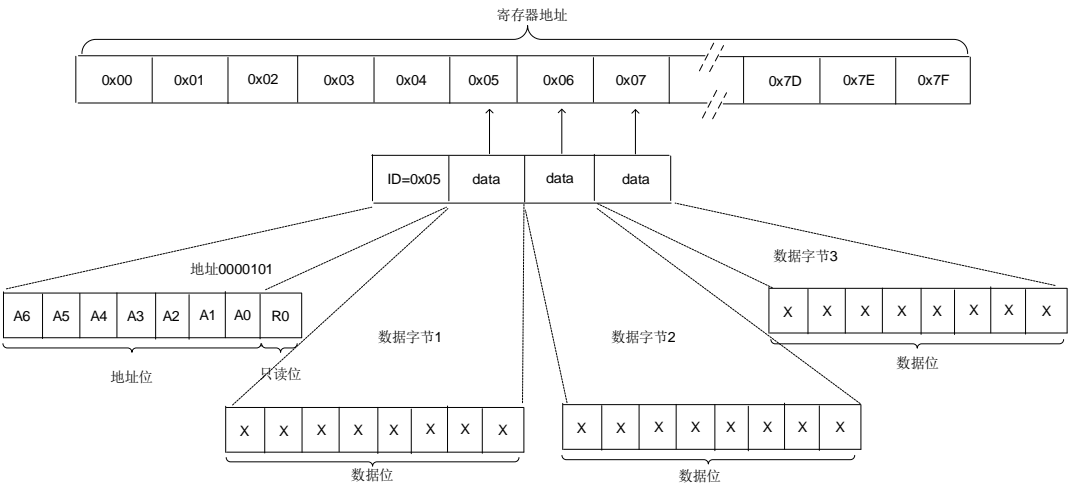 寄存器地址
0x00 0x01 0x02 0x03 0x04 0x05 0x06 0x07 0x7D 0x7E 0x7F
ID=0x05 data data data
数据字节3
地址0000101
A6 A5 A4 A3 A2 A1 A0 R0
X X X X X X X X
数据字节1
数据字节2
数据位
地址位
只读位
X X X X X X X X
X X X X X X X X
数据位
数据位